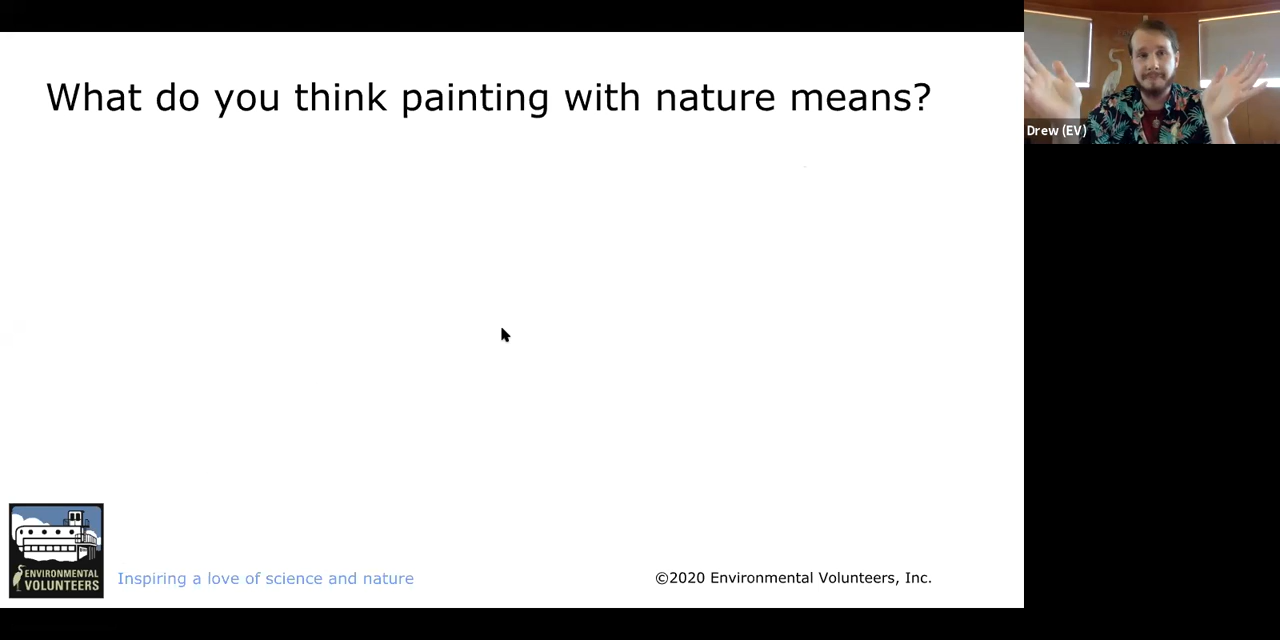 What do you think painting with nature means?
Drew (EV)
ENVIRONMENTAL
VOLUNTEERS
Inspiring a love of science and nature
©2020 Environmental Volunteers, Inc.